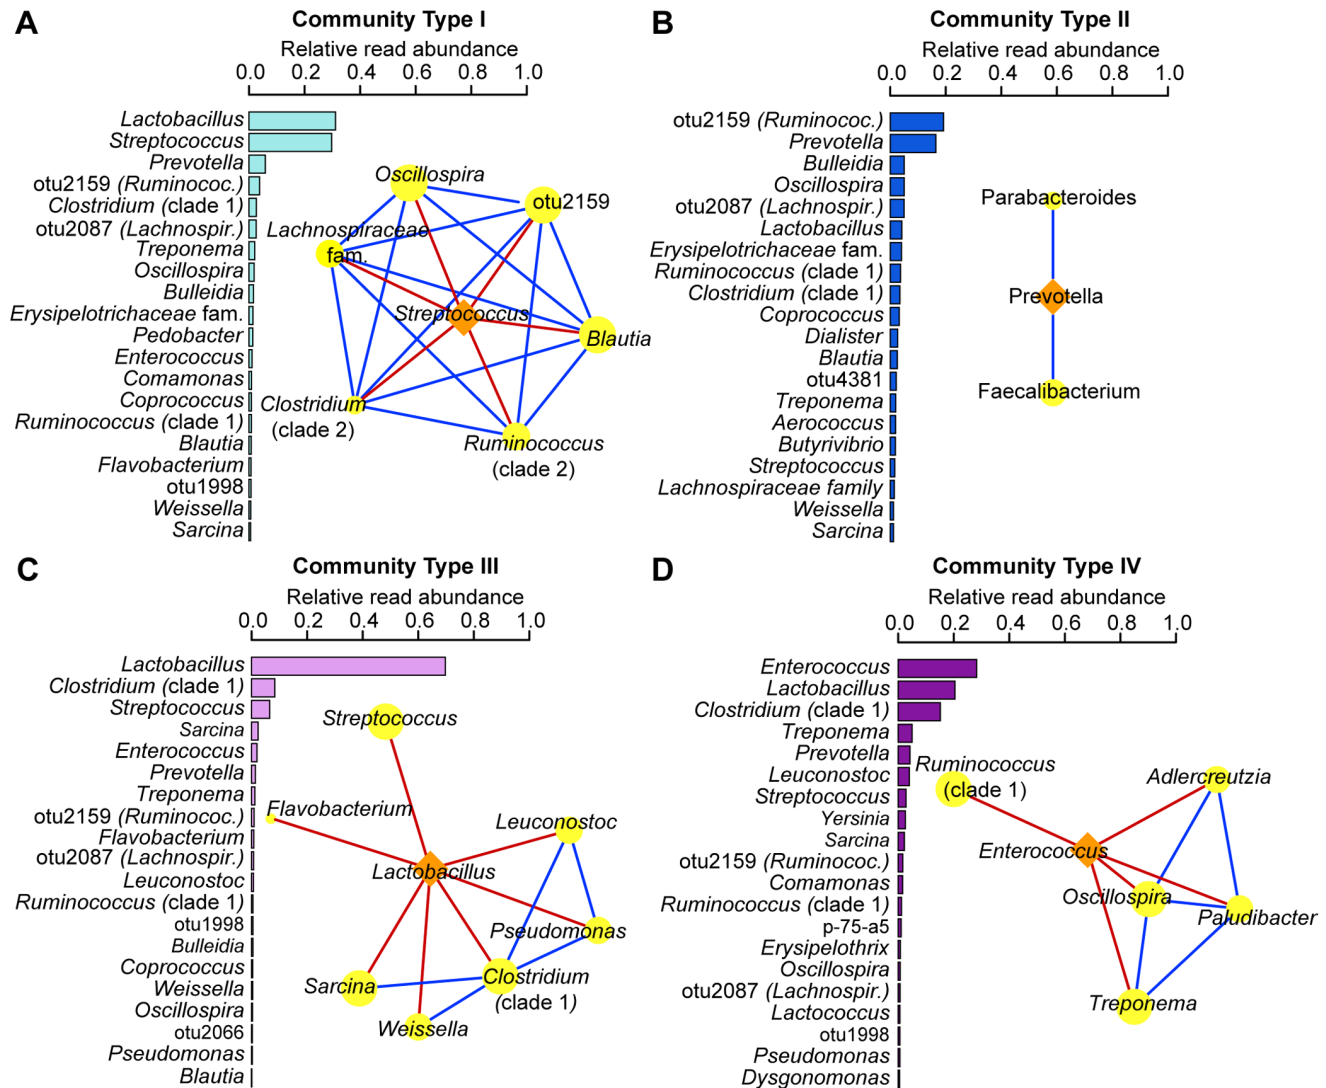 A
Community Type I
Relative read abundance
0.0 0.2 0.4 0.6 0.8 1.0
Lactobacillus
Streptococcus
Prevotella
otu2159 (Ruminococ.)
Clostridium (clade 1)
otu2087 (Lachnospir.)
Treponema
Oscillospira
Bulleidia
Erysipelotrichaceae fam.
Pedobacter
Enterococcus
Comamonas
Coprococcus
Ruminococcus (clade 1)
Blautia
Flavobacterium
otu1998
Weissella
Sarcina
Oscillospira
otu2159
Lachnospiraceae
fam.
Streptococcus
Blautia
Clostridium
(clade 2)
Ruminococcus
(clade 2)
B
Community Type II
Relative read abundance
0.0 0.2 0.4 0.6 0.8 1.0
otu2159 (Ruminococ.)
Prevotella
Bulleidia
Oscillospira
otu2087 (Lachnospir.)
Lactobacillus
Erysipelotrichaceae fam.
Ruminococcus (clade 1)
Clostridium (clade 1)
Coprococcus
Dialister
Blautia
otu4381
Treponema
Aerococcus
Butyrivibrio
Streptococcus
Lachnospiraceae family
Weissella
Sarcina
Parabacteroides
Prevotella
Faecalibacterium
C
Community Type III
Relative read abundance
0.0 0.2 0.4 0.6 0.8 1.0
Lactobacillus
Clostridium (clade 1)
Streptococcus
Sarcina
Enterococcus
Prevotella
Treponema
otu2159 (Ruminococ.)
Flavobacterium
otu2087 (Lachnospir.)
Leuconostoc
Ruminococcus (clade 1)
otu1998
Bulleidia
Coprococcus
Weissella
Oscillospira
otu2066
Pseudomonas
Blautia
Streptococcus
Flavobacterium
Leuconostoc
Lactobacillus
Pseudomonas
Sarcina
Clostridium
(clade 1)
Weissella
D
Community Type IV
Relative read abundance
0.0 0.2 0.4 0.6 0.8 1.0
Enterococcus
Lactobacillus
Clostridium (clade 1)
Treponema
Prevotella
Leuconostoc
Streptococcus
Yersinia
Sarcina
otu2159 (Ruminococ.)
Comamonas
Ruminococcus (clade 1)
p-75-a5
Erysipelothrix
Oscillospira
otu2087 (Lachnospir.)
Lactococcus
otu1998
Pseudomonas
Dysgonomonas
Ruminococcus
(clade 1)
Adlercreutzia
Enterococcus
Oscillospira
Paludibacter
Treponema